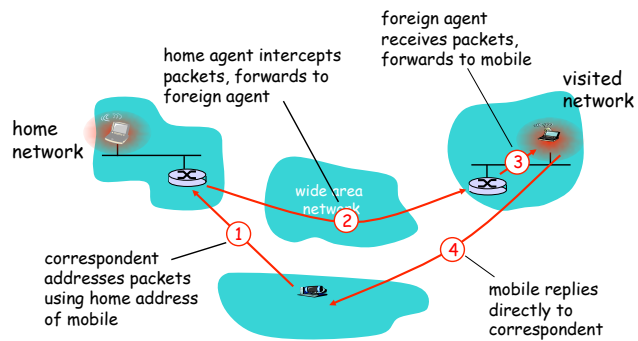 foreign agent
receives packets,
forwards to mobile
home agent intercepts
packets, forwards to
foreign agent
visited
network
home
network
3
wide area
network
2
1
4
correspondent
addresses packets
using home address
of mobile
mobile replies
directly to
correspondent